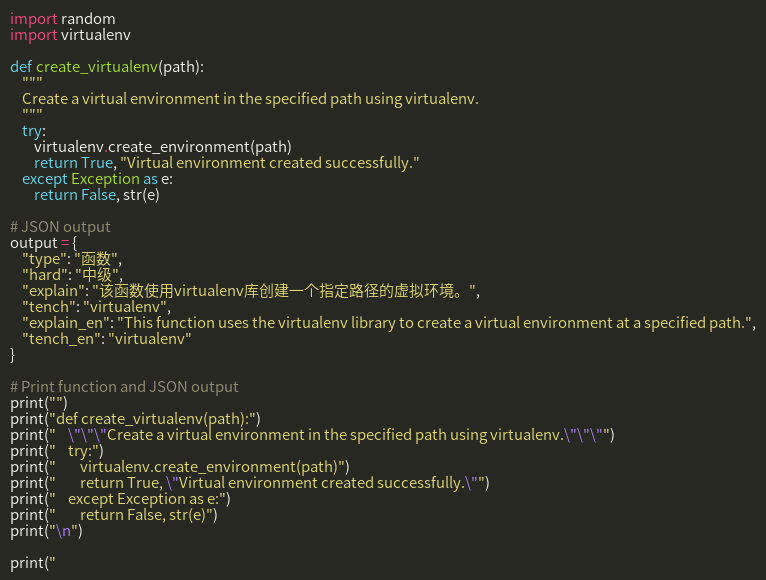 import random
import virtualenv

def create_virtualenv(path):
    """
    Create a virtual environment in the specified path using virtualenv.
    """
    try:
        virtualenv.create_environment(path)
        return True, "Virtual environment created successfully."
    except Exception as e:
        return False, str(e)

# JSON output
output = {
    "type": "函数",
    "hard": "中级",
    "explain": "该函数使用virtualenv库创建一个指定路径的虚拟环境。",
    "tench": "virtualenv",
    "explain_en": "This function uses the virtualenv library to create a virtual environment at a specified path.",
    "tench_en": "virtualenv"
}

# Print function and JSON output
print("")
print("def create_virtualenv(path):")
print("    \"\"\"Create a virtual environment in the specified path using virtualenv.\"\"\"")
print("    try:")
print("        virtualenv.create_environment(path)")
print("        return True, \"Virtual environment created successfully.\"")
print("    except Exception as e:")
print("        return False, str(e)")
print("\n")

print("